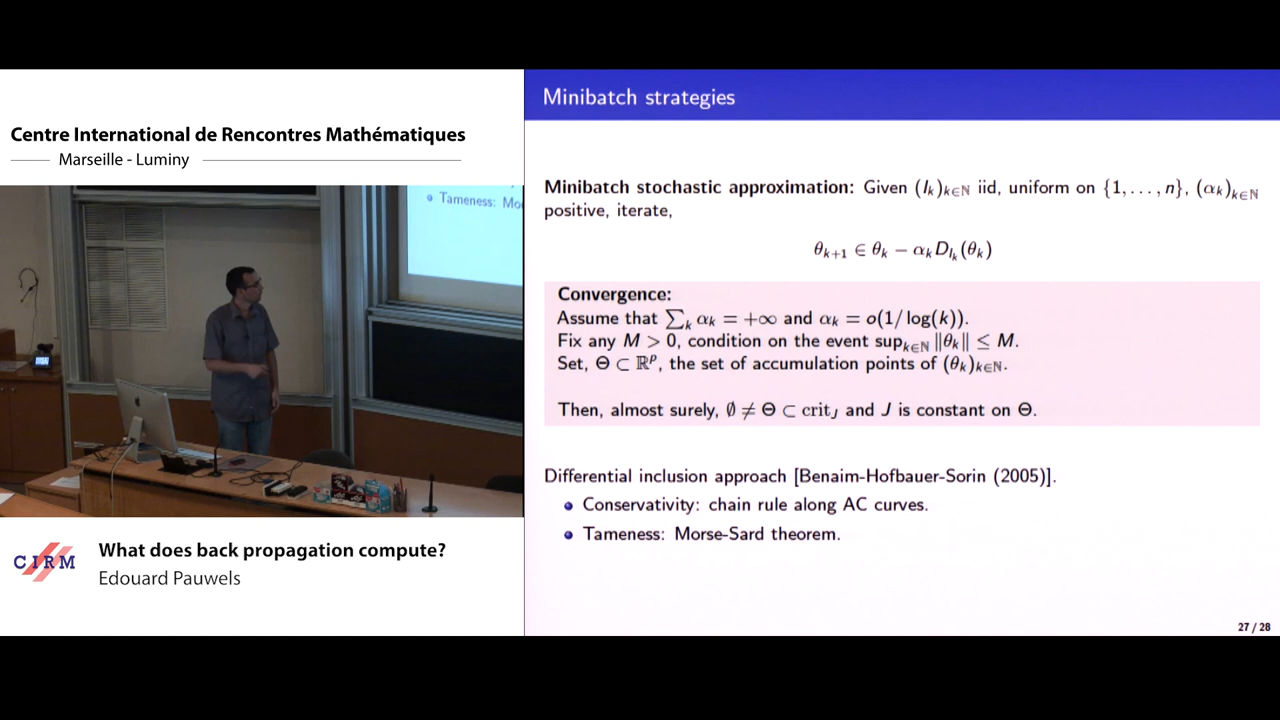 Centre International de Rencontres Mathématiques
Marseille - Luminy
Tameness: Mo
C I R M
What does back propagation compute?
Edouard Pauwels
Minibatch strategies
Minibatch stochastic approximation: Given (I_k)_{k∈ℕ} iid, uniform on {1, . . . , n}, (α_k)_{k∈ℕ}
positive, iterate,
θ_{k+1} ∈ θ_k − α_k D_{I_k}(θ_k)
Convergence:
Assume that ∑_k α_k = +∞ and α_k = o(1/ log(k)).
Fix any M > 0, condition on the event sup_{k∈ℕ} ‖θ_k‖ ≤ M.
Set, Θ ⊂ ℝ^p, the set of accumulation points of (θ_k)_{k∈ℕ}.
Then, almost surely, ∅ ≠ Θ ⊂ crit_J and J is constant on Θ.
Differential inclusion approach [Benaim-Hofbauer-Sorin (2005)].
• Conservativity: chain rule along AC curves.
• Tameness: Morse-Sard theorem.
27 / 28